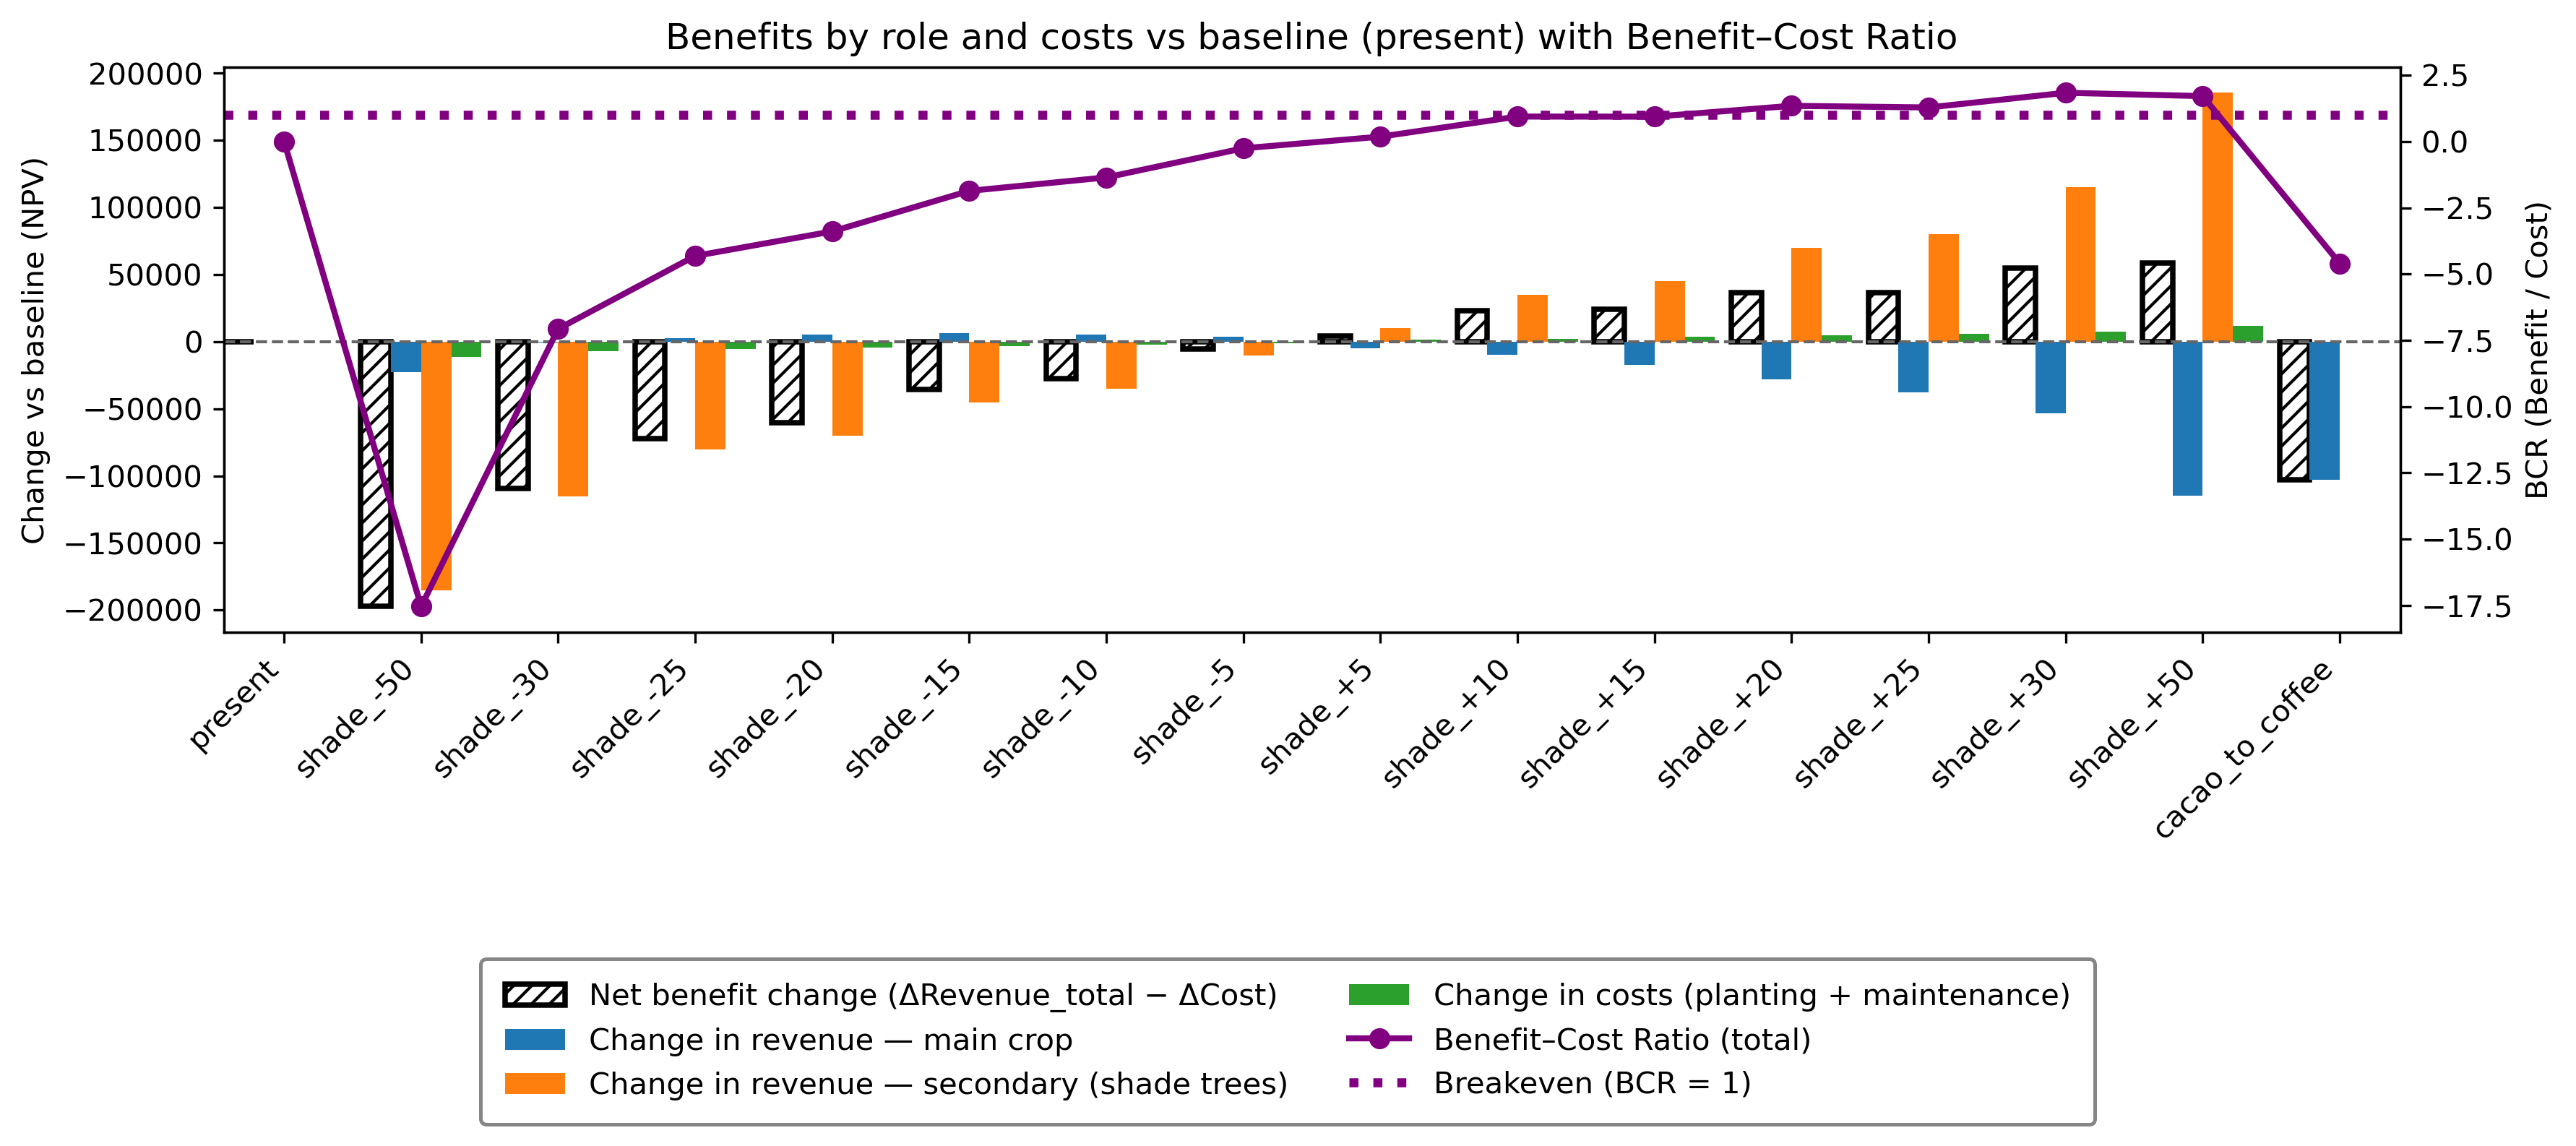 Benefits by role and costs vs baseline (present) with Benefit–Cost Ratio
Change vs baseline (NPV)
200000
150000
100000
50000
0
−50000
−100000
−150000
−200000
2.5
0.0
−2.5
−5.0
−7.5
−10.0
−12.5
−15.0
−17.5
BCR (Benefit / Cost)
present
shade_-50
shade_-30
shade_-25
shade_-20
shade_-15
shade_-10
shade_-5
shade_+5
shade_+10
shade_+15
shade_+20
shade_+25
shade_+30
shade_+50
cacao_to_coffee
Net benefit change (ΔRevenue_total − ΔCost)
Change in revenue — main crop
Change in revenue — secondary (shade trees)
Change in costs (planting + maintenance)
Benefit–Cost Ratio (total)
Breakeven (BCR = 1)